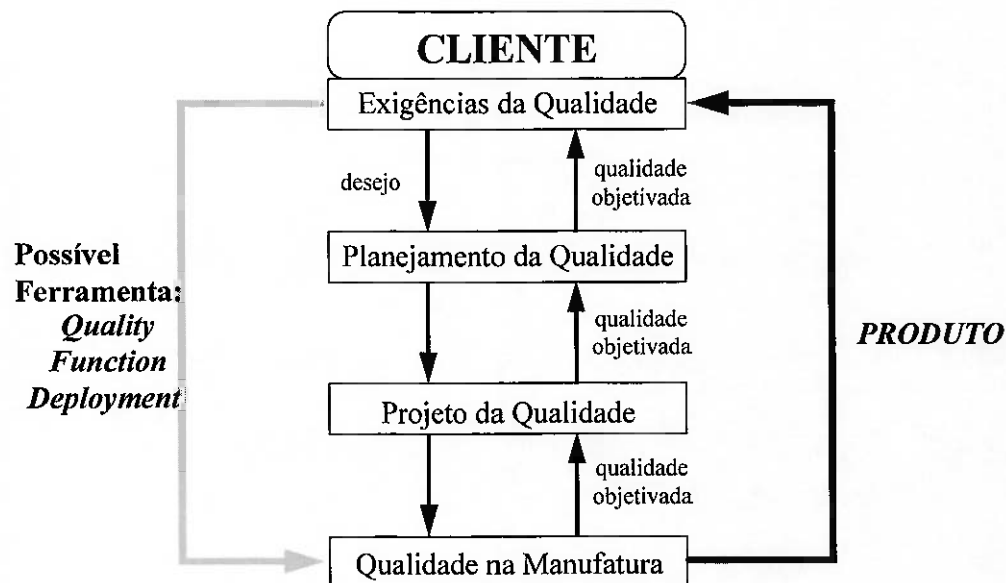 CLIENTE
Exigências da Qualidade
desejo
qualidade
objetivada
Planejamento da Qualidade
Possível
Ferramenta:
Quality
Function
Deployment
qualidade
objetivada
PRODUTO
Projeto da Qualidade
qualidade
objetivada
Qualidade na Manufatura